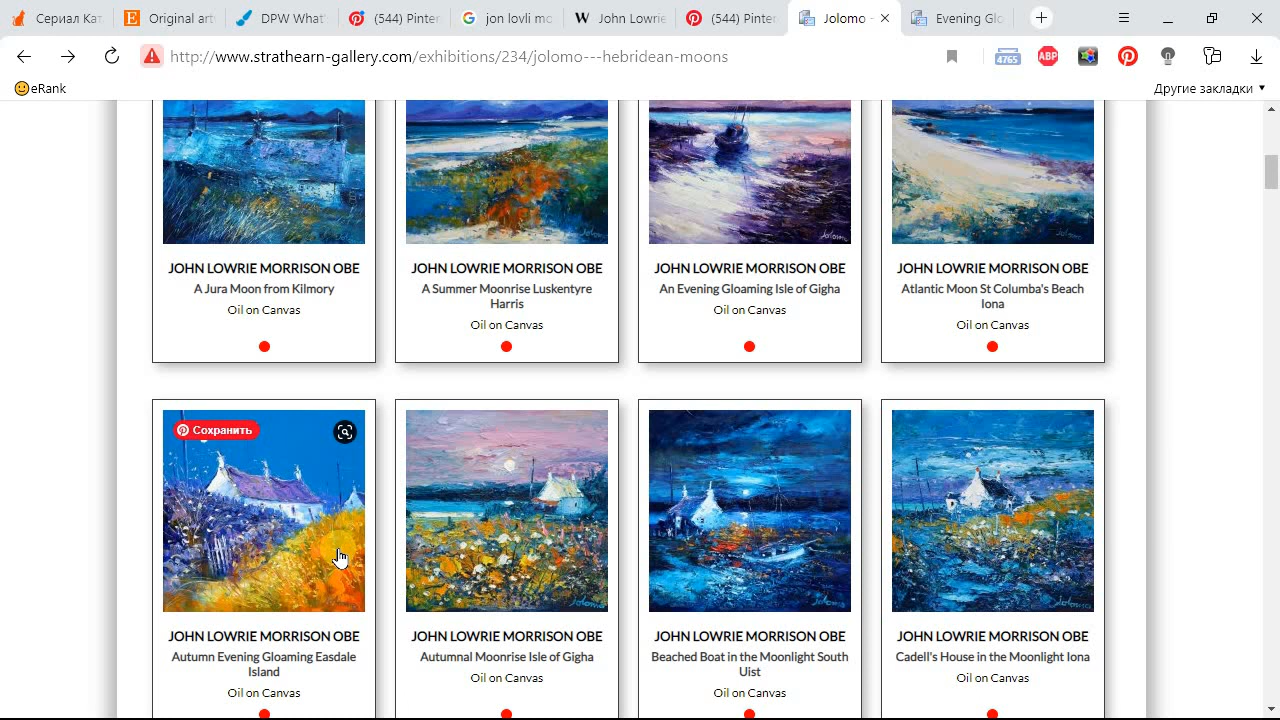 Сериал Кат
Original art
DPW What'
(544) Pinter
jon lovli mo
John Lowrie
(544) Pinter
Jolomo -
Evening Glo
http://www.strathearn-gallery.com/exhibitions/234/jolomo---hebridean-moons
4765
ABP
eRank
Другие закладки
JOHN LOWRIE MORRISON OBE
A Jura Moon from Kilmory
Oil on Canvas
JOHN LOWRIE MORRISON OBE
A Summer Moonrise Luskentyre
Harris
Oil on Canvas
JOHN LOWRIE MORRISON OBE
An Evening Gloaming Isle of Gigha
Oil on Canvas
JOHN LOWRIE MORRISON OBE
Atlantic Moon St Columba's Beach
Iona
Oil on Canvas
Сохранить
JOHN LOWRIE MORRISON OBE
Autumn Evening Gloaming Easdale
Island
Oil on Canvas
Jolomo
JOHN LOWRIE MORRISON OBE
Autumnal Moonrise Isle of Gigha
Oil on Canvas
Jolomo
JOHN LOWRIE MORRISON OBE
Beached Boat in the Moonlight South
Uist
Oil on Canvas
Jolomo
JOHN LOWRIE MORRISON OBE
Cadell's House in the Moonlight Iona
Oil on Canvas